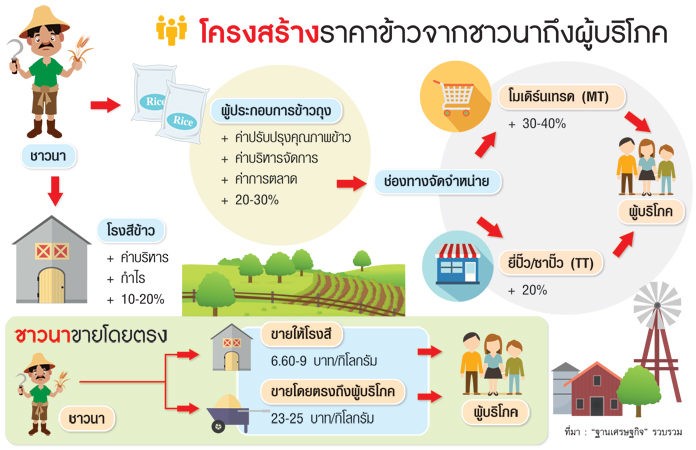 โครงสร้างราคาข้าวจากชาวนาถึงผู้บริโภค
ชาวนา
Rice
Rice
ผู้ประกอบการข้าวถุง
+ ค่าปรับปรุงคุณภาพข้าว
+ ค่าบริหารจัดการ
+ ค่าการตลาด
+ 20-30%
ช่องทางจัดจำหน่าย
โมเดิร์นเทรด (MT)
+ 30-40%
ผู้บริโภค
ยี่ปั๊ว/ซาปั๊ว (TT)
+ 20%
โรงสีข้าว
+ ค่าบริหาร
+ กำไร
+ 10-20%
ชาวนาขายโดยตรง
ชาวนา
ขายให้โรงสี
6.60-9 บาท/กิโลกรัม
ขายโดยตรงถึงผู้บริโภค
23-25 บาท/กิโลกรัม
ผู้บริโภค
ที่มา : “ฐานเศรษฐกิจ” รวบรวม